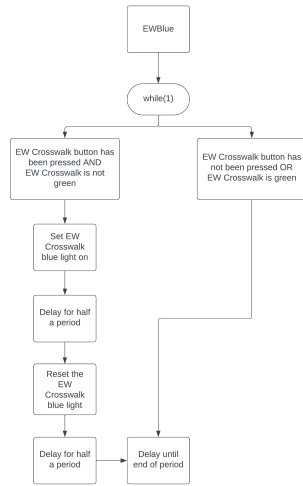 EWBlue
while(1)
EW Crosswalk button has
been pressed AND
EW Crosswalk is not
green
EW Crosswalk button has
not been pressed OR
EW Crosswalk is green
Set EW
Crosswalk
blue light on
Delay for half
a period
Reset the
EW
Crosswalk
blue light
Delay for half
a period
Delay until
end of period